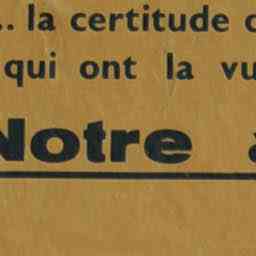 .. la certitude
qui ont la vu
Notre